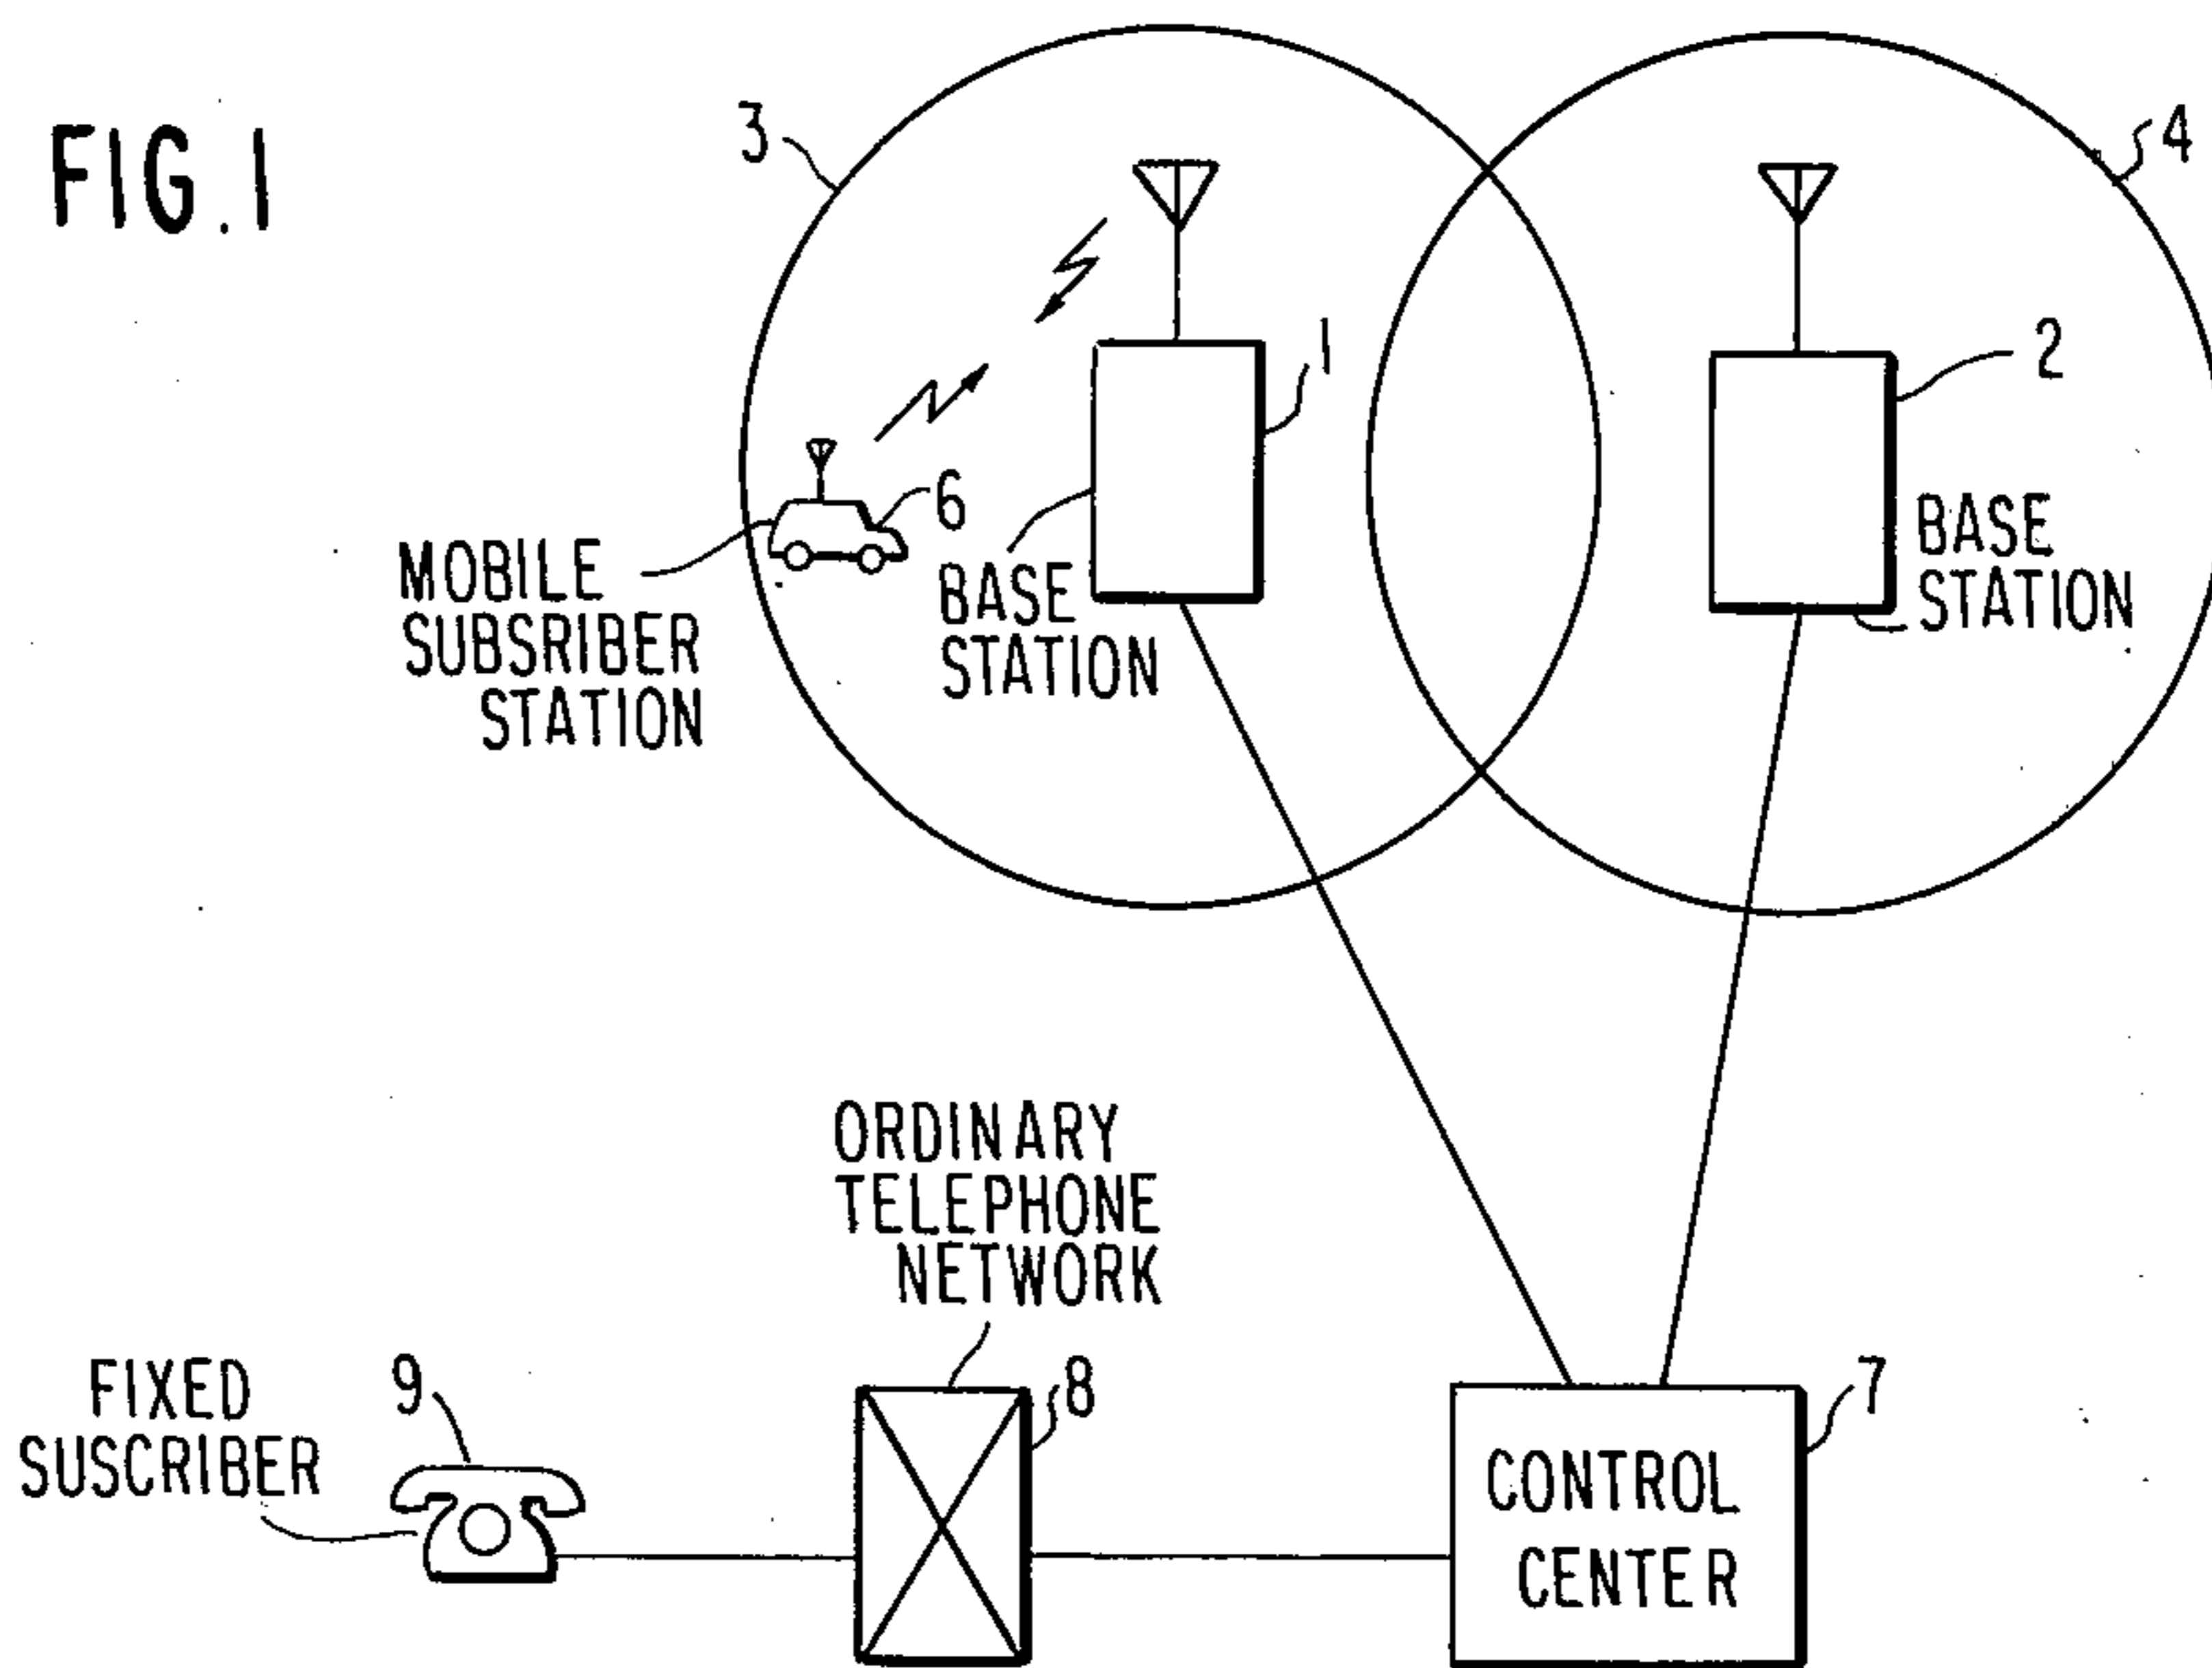 FIG.1
3
4
1
2
6
MOBILE
SUBSRIBER
STATION
BASE
STATION
BASE
STATION
ORDINARY
TELEPHONE
NETWORK
FIXED
SUSCRIBER
9
8
7
CONTROL
CENTER